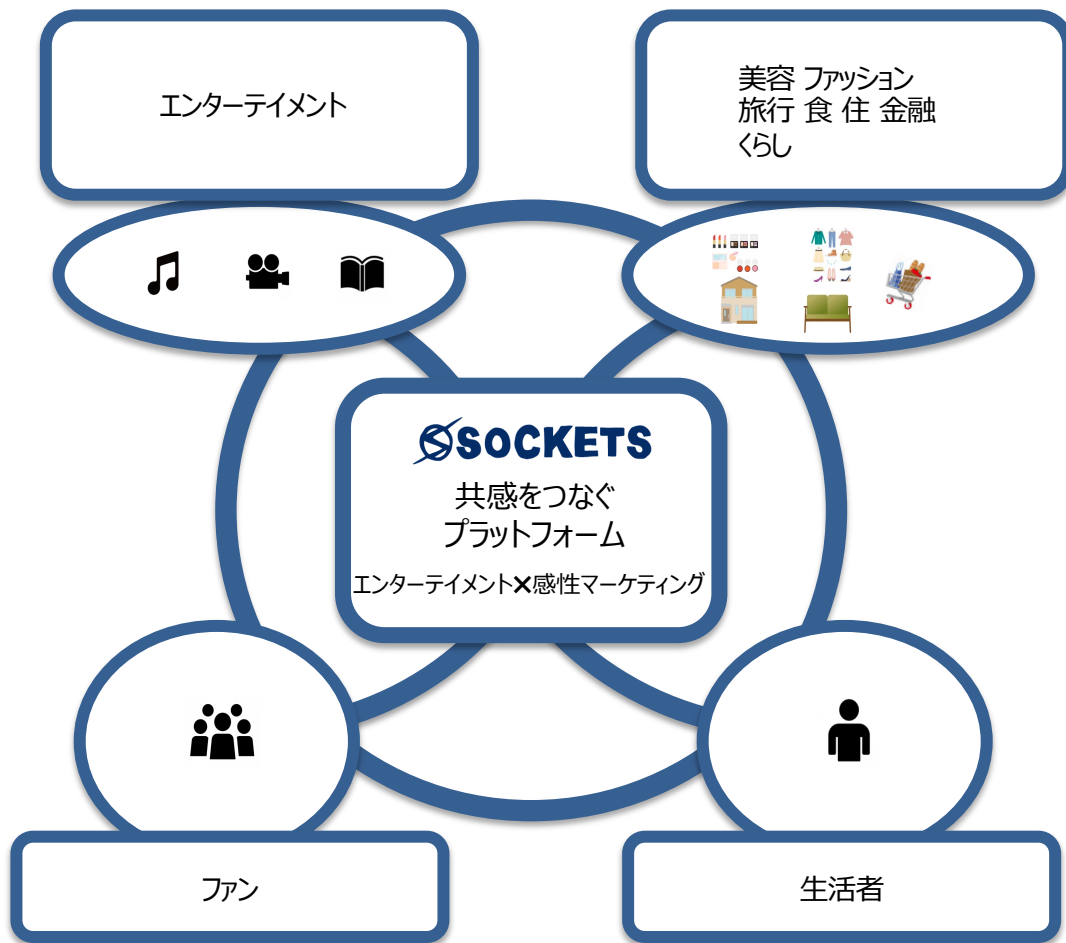 エンターテイメント
美容 ファッション
旅行 食 住 金融
くらし
SOCKETS
共感をつなぐ
プラットフォーム
エンターテイメント×感性マーケティング
ファン
生活者